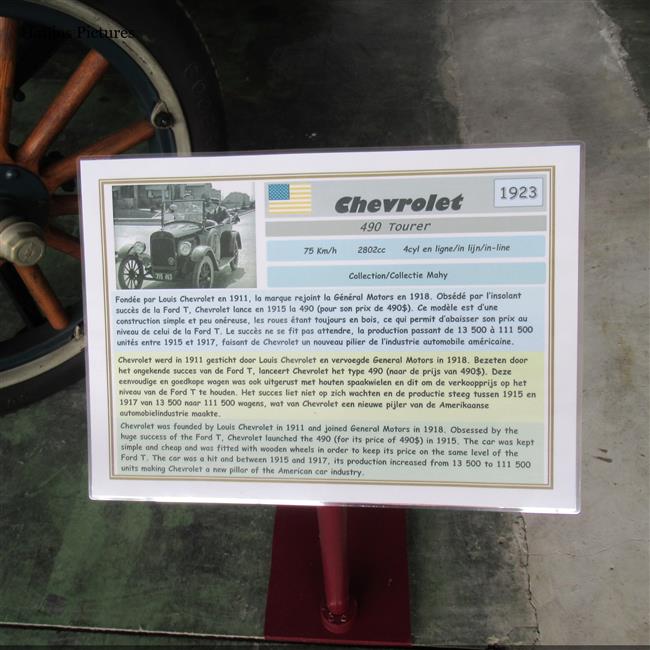 Pictures
Chevrolet
1923
490 Tourer
75 Km/h 2802cc 4cyl en ligne/in lijn/in-line
Collection/Collectie Mahy
Fondée par Louis Chevrolet en 1911, la marque rejoint la Général Motors en 1918. Obsédé par l'insolant
succès de la Ford T, Chevrolet lance en 1915 la 490 (pour son prix de 490$). Ce modèle est d'une
construction simple et peu onéreuse, les roues étant toujours en bois, ce qui permit d'abaisser son prix au
niveau de celui de la Ford T. Le succès ne se fit pas attendre, la production passant de 13 500 à 111 500
unités entre 1915 et 1917, faisant de Chevrolet un nouveau pilier de l'industrie automobile américaine.
Chevrolet werd in 1911 gesticht door Louis Chevrolet en vervoegde General Motors in 1918. Bezeten door
het ongekende succes van de Ford T, lanceert Chevrolet het type 490 (naar de prijs van 490$). Deze
eenvoudige en goedkope wagen was ook uitgerust met houten spaakwielen en dit om de verkoopprijs op het
niveau van de Ford T te houden. Het succes liet niet op zich wachten en de productie steeg tussen 1915 en
1917 van 13 500 naar 111 500 wagens, wat van Chevrolet een nieuwe pijler van de Amerikaanse
automobielindustrie maakte.
Chevrolet was founded by Louis Chevrolet in 1911 and joined General Motors in 1918. Obsessed by the
huge success of the Ford T, Chevrolet launched the 490 (for its price of 490$) in 1915. The car was kept
simple and cheap and was fitted with wooden wheels in order to keep its price on the same level of the
Ford T. The car was a hit and between 1915 and 1917, its production increased from 13 500 to 111 500
units making Chevrolet a new pillar of the American car industry.